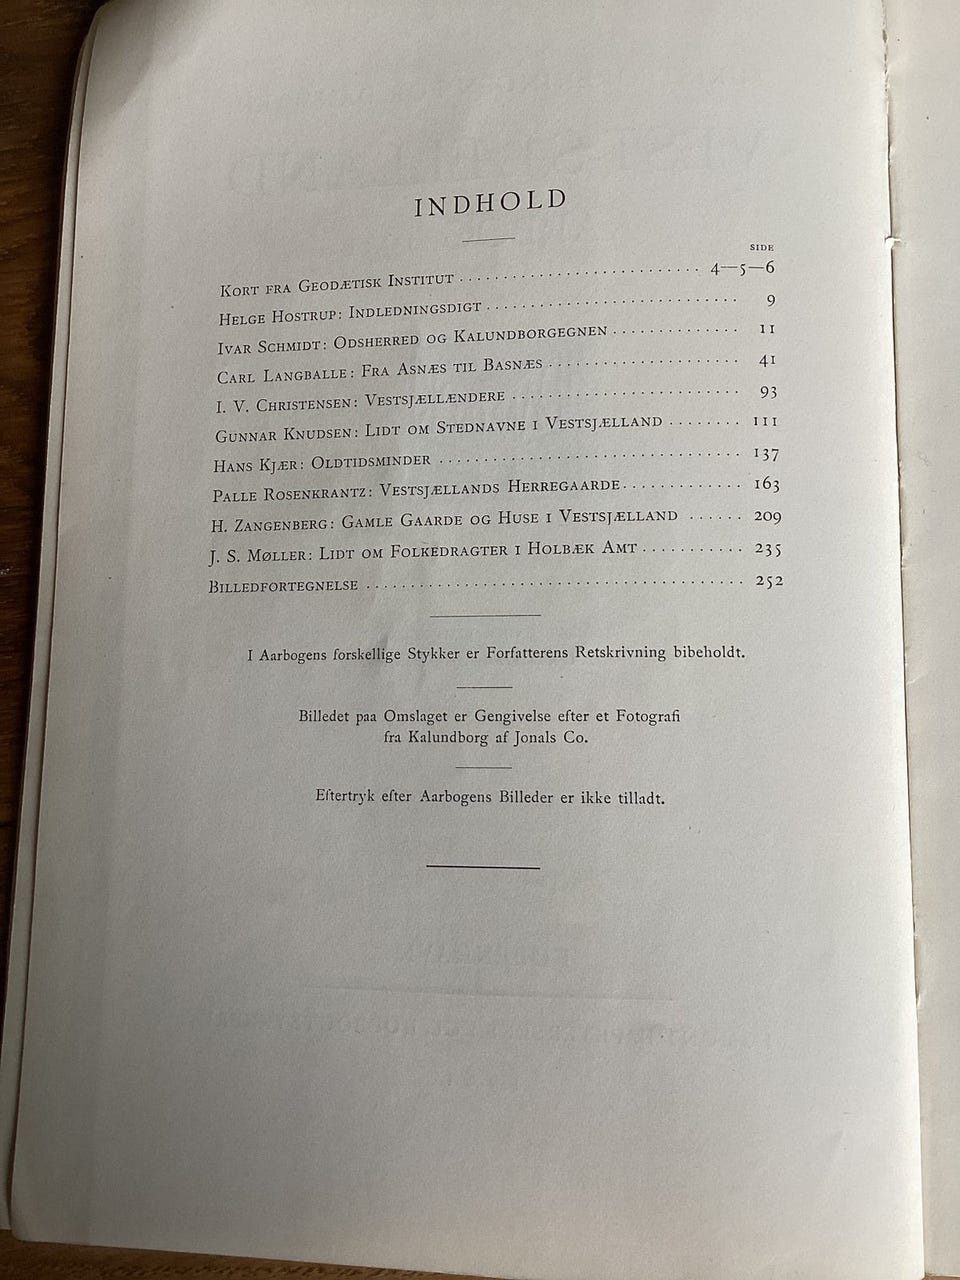 INDHOLD
SIDE
KORT FRA GEODÆTISK INSTITUT 4—5—6
HELGE HOSTRUP: INDLEDNINGSDIGT 9
IVAR SCHMIDT: ODSHERRED OG KALUNDBORGEGNEN 11
CARL LANGBALLE: FRA ASNÆS TIL BASNÆS 41
I. V. CHRISTENSEN: VESTSJÆLLÆNDERE 93
GUNNAR KNUDSEN: LIDT OM STEDNAVNE I VESTSJÆLLAND 111
HANS KJÆR: OLDTIDSMINDER 137
PALLE ROSENKRANTZ: VESTSJÆLLANDS HERREGAARDE 163
H. ZANGENBERG: GAMLE GAARDE OG HUSE I VESTSJÆLLAND 209
J. S. MØLLER: LIDT OM FOLKEDRAGTER I HOLBÆK AMT 235
BILLEDFORTEGNELSE 252
I Aarbogens forskellige Stykker er Forfatterens Retskrivning bibeholdt.
Billedet paa Omslaget er Gengivelse efter et Fotografi
fra Kalundborg af Jonals Co.
Eftertryk efter Aarbogens Billeder er ikke tilladt.